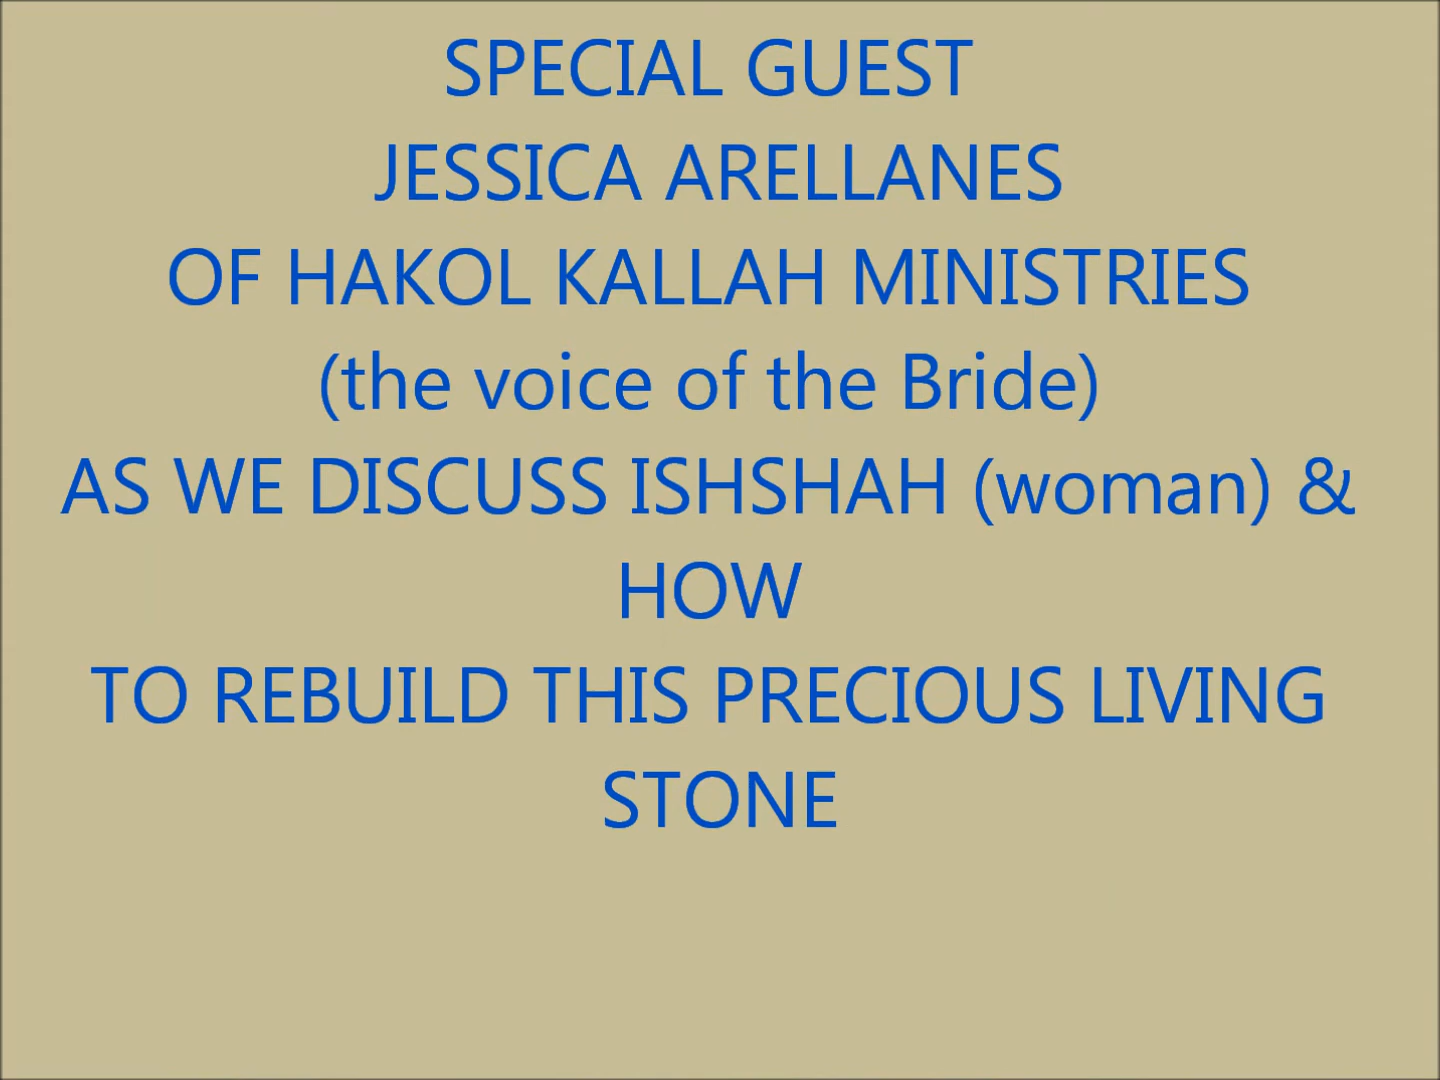 SPECIAL GUEST
JESSICA ARELLANES
OF HAKOL KALLAH MINISTRIES
(the voice of the Bride)
AS WE DISCUSS ISHSHAH (woman) &
HOW
TO REBUILD THIS PRECIOUS LIVING
STONE